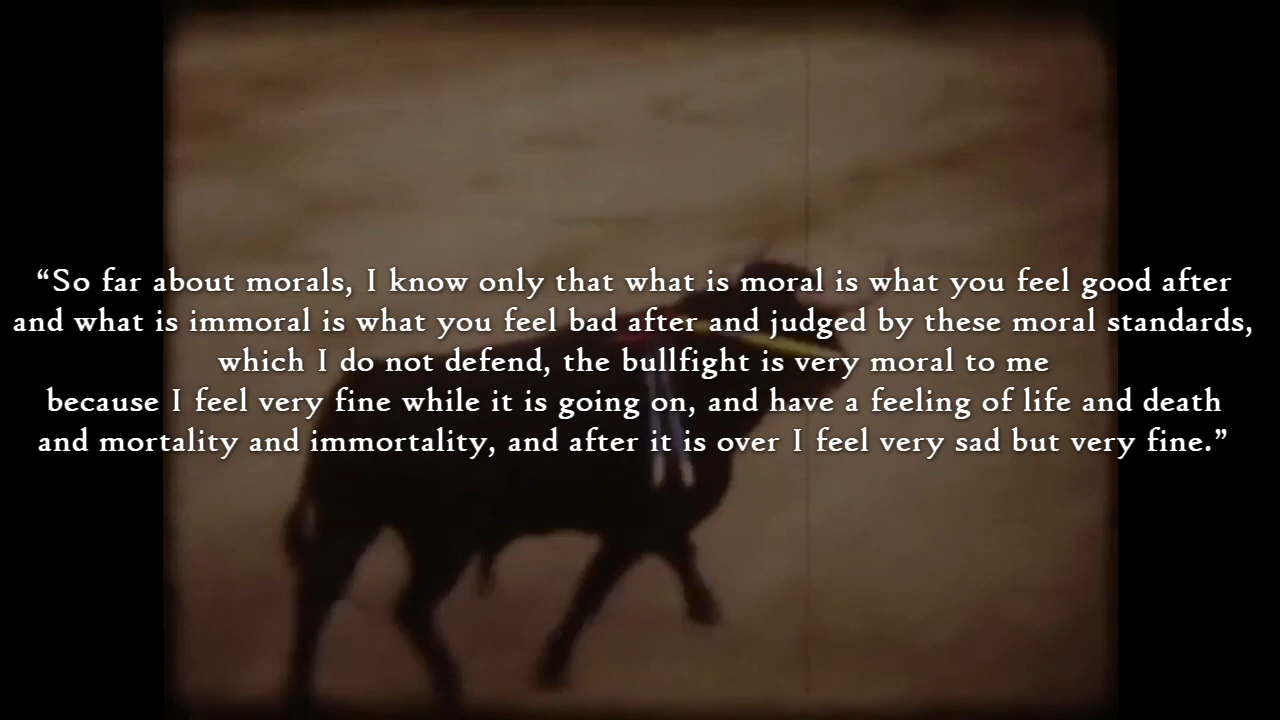 “So far about morals, I know only that what is moral is what you feel good after
and what is immoral is what you feel bad after and judged by these moral standards,
which I do not defend, the bullfight is very moral to me
because I feel very fine while it is going on, and have a feeling of life and death
and mortality and immortality, and after it is over I feel very sad but very fine.”